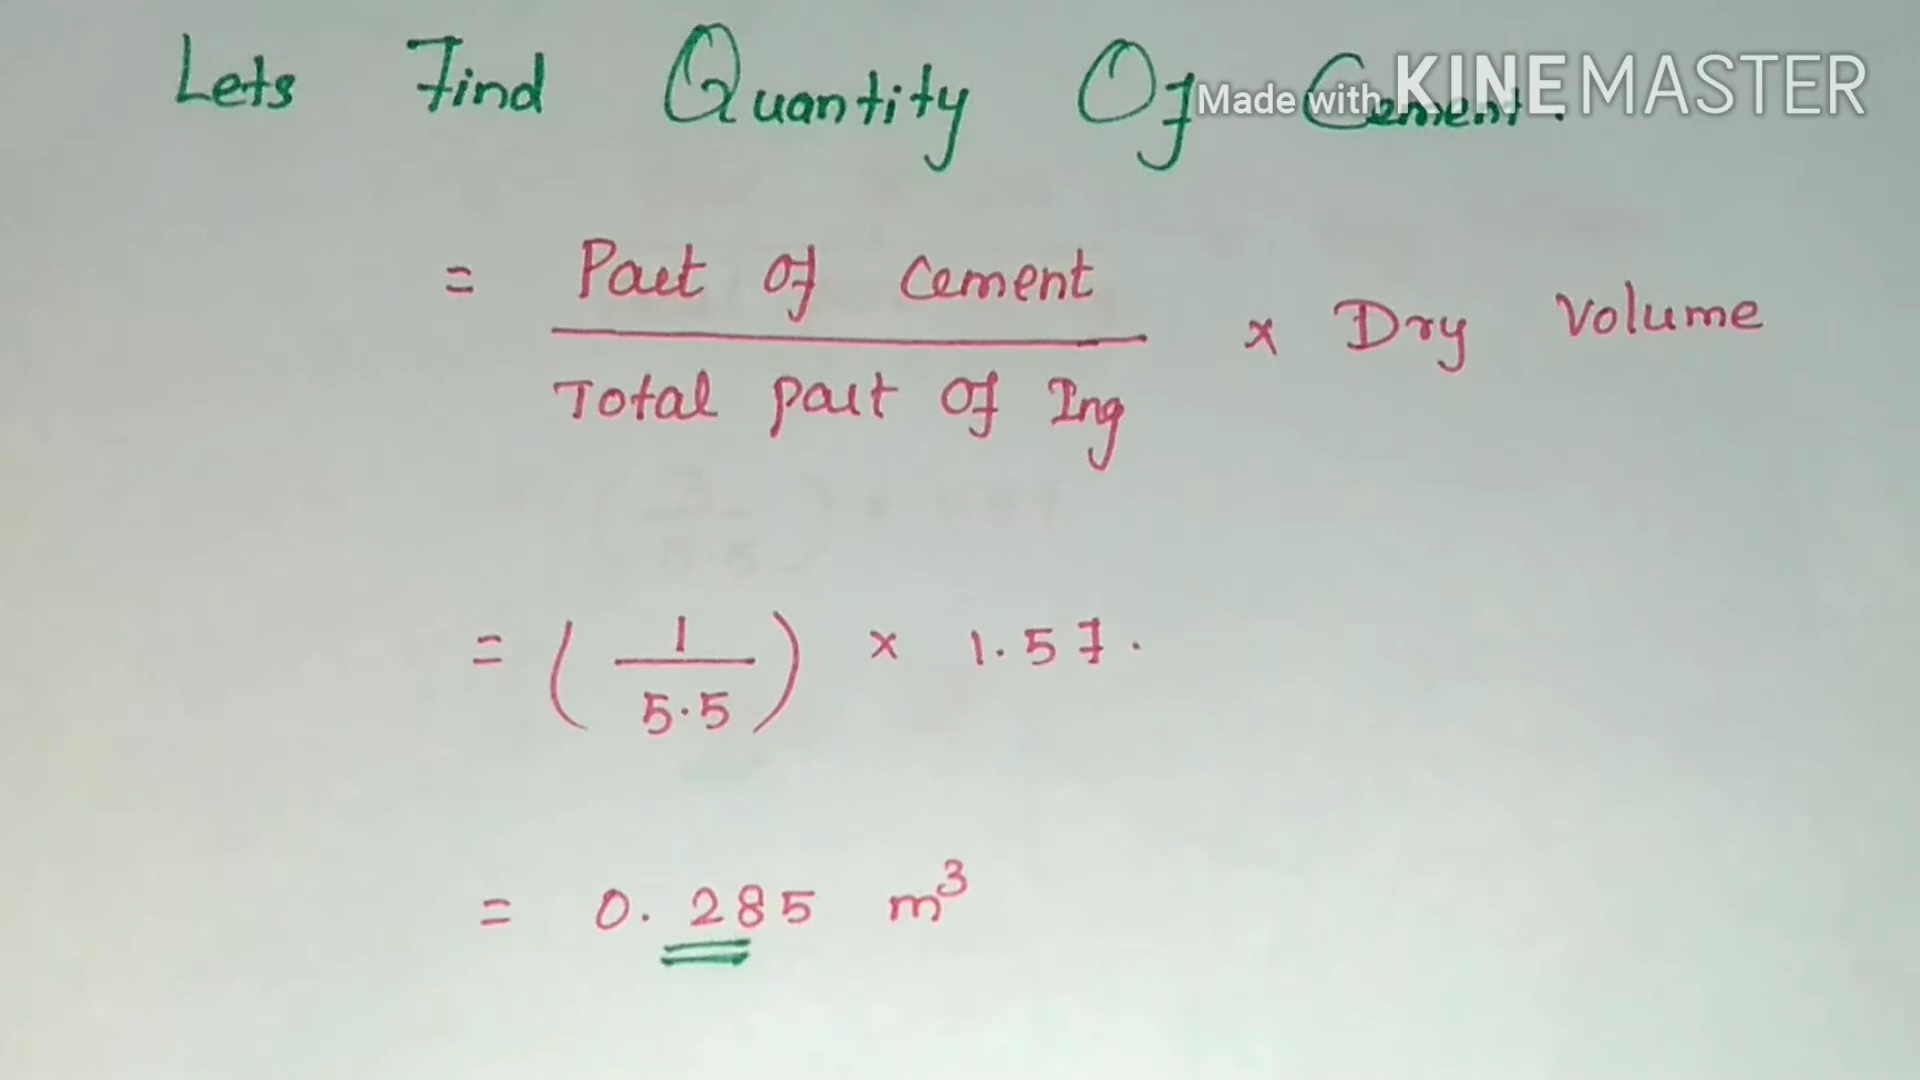 Lets Find Quantity Of Cement.
Made with KINEMASTER
= Part of Cement
Total part of Ing
× Dry Volume
= ( 1 / 5.5 ) × 1.57.
= 0.285 m³